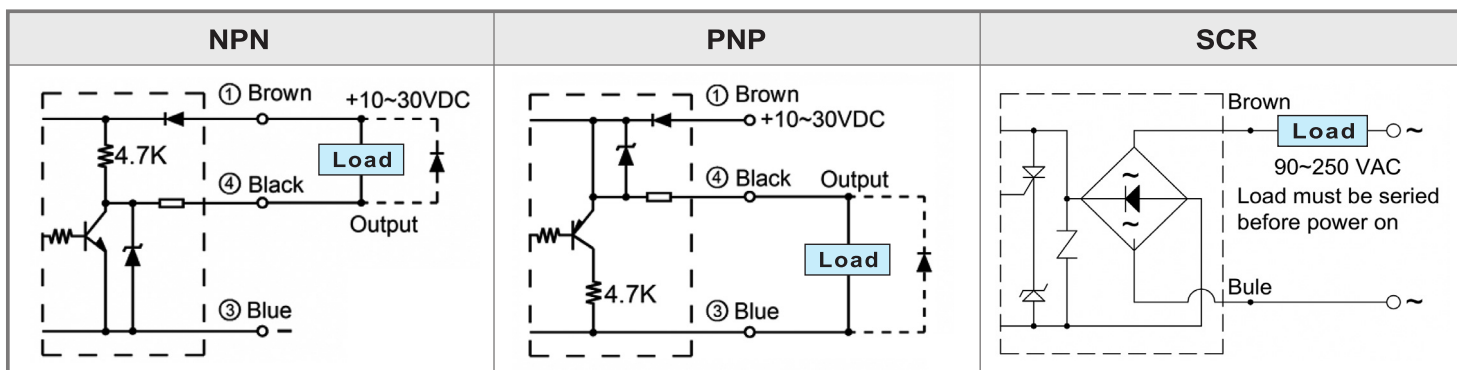 NPN
PNP
SCR
① Brown
+10~30VDC
4.7K
Load
④ Black
Output
③ Blue
–
① Brown
+10~30VDC
④ Black
Output
Load
4.7K
③ Blue
Brown
Load
~
90~250 VAC
Load must be seried
before power on
~
~
Bule
~